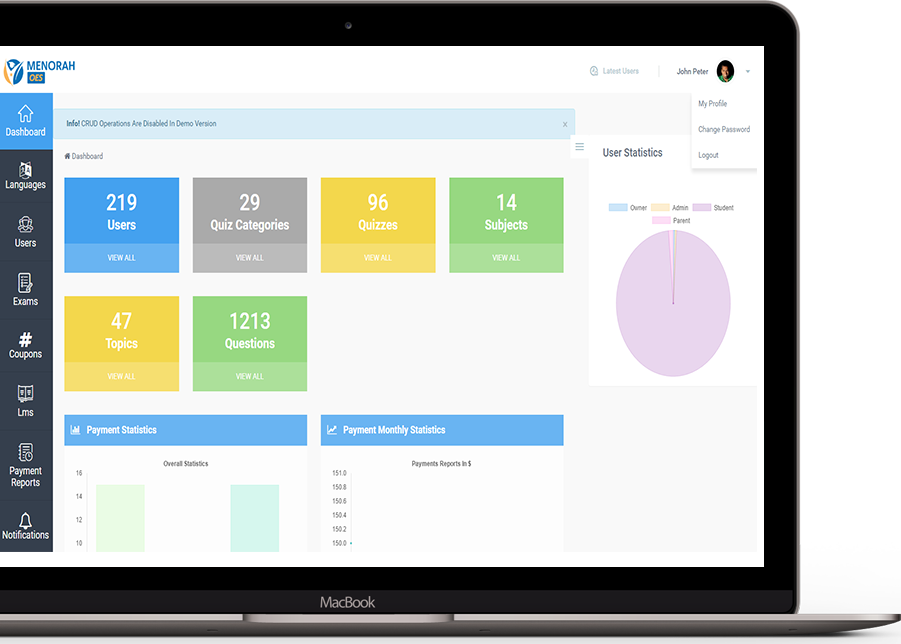 MENORAH
OES
Latest Users
John Peter
My Profile
Change Password
Logout
Dashboard
Languages
Users
Exams
Coupons
Lms
Payment
Reports
Notifications
Info! CRUD Operations Are Disabled In Demo Version
x
Dashboard
219
Users
VIEW ALL
29
Quiz Categories
VIEW ALL
96
Quizzes
VIEW ALL
14
Subjects
VIEW ALL
47
Topics
VIEW ALL
1213
Questions
VIEW ALL
User Statistics
Owner Admin Student
Parent
Payment Statistics
Overall Statistics
16
14
12
10
Payment Monthly Statistics
Payments Reports In $
151.0
150.8
150.6
150.4
150.2
150.0
MacBook